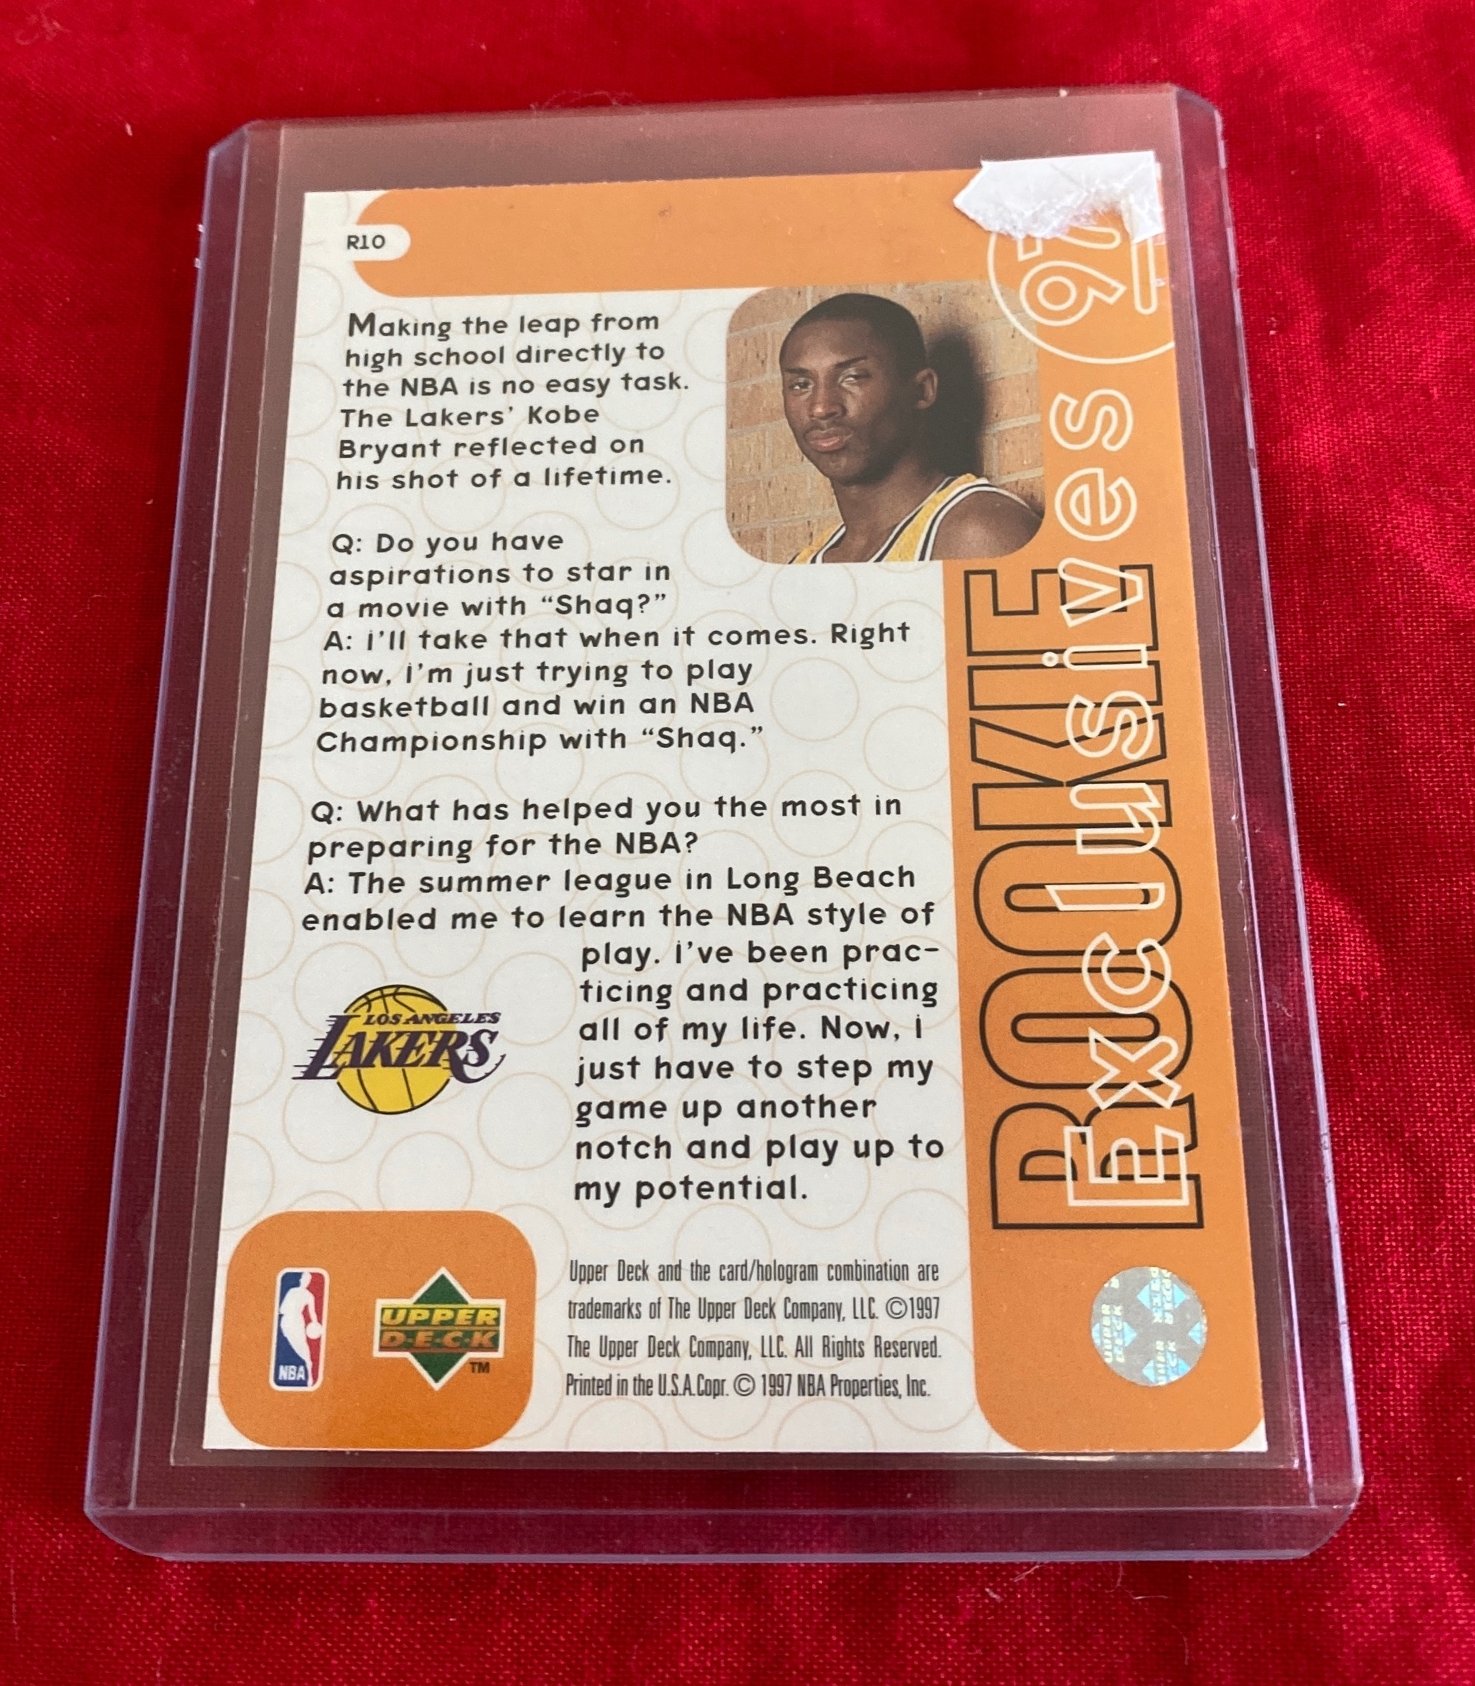 R10
Making the leap from
high school directly to
the NBA is no easy task.
The Lakers' Kobe
Bryant reflected on
his shot of a lifetime.
Q: Do you have
aspirations to star in
a movie with “Shaq?”
A: I'll take that when it comes. Right
now, I'm just trying to play
basketball and win an NBA
Championship with “Shaq.”
Q: What has helped you the most in
preparing for the NBA?
A: The summer league in Long Beach
enabled me to learn the NBA style of
play. I've been prac-
ticing and practicing
all of my life. Now, I
just have to step my
game up another
notch and play up to
my potential.
LOS ANGELES
LAKERS
NBA
UPPER
D·E·C·K
TM
Upper Deck and the card/hologram combination are
trademarks of The Upper Deck Company, LLC. ©1997
The Upper Deck Company, LLC. All Rights Reserved.
Printed in the U.S.A.Copr. © 1997 NBA Properties, Inc.
ROOKIE
Exclusives 97
UPPER
DECK